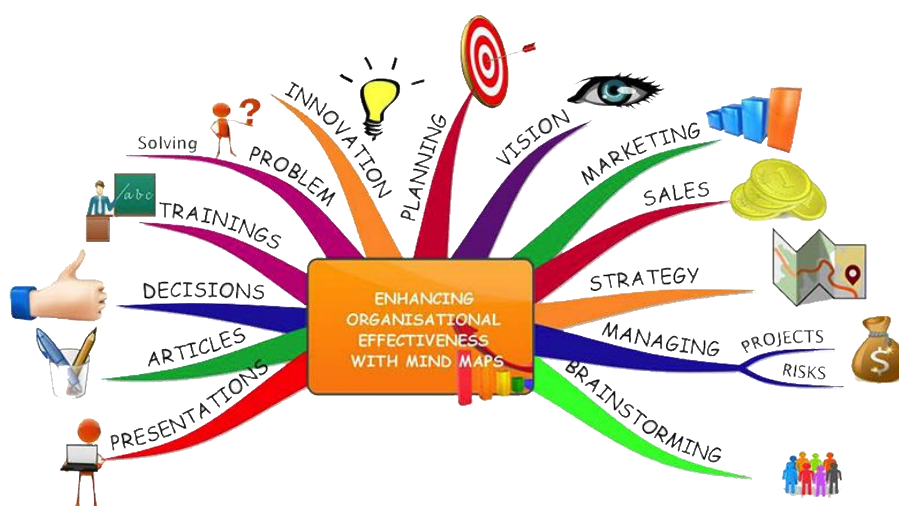 ENHANCING
ORGANISATIONAL
EFFECTIVENESS
WITH MIND MAPS
PLANNING
VISION
MARKETING
SALES
STRATEGY
MANAGING
PROJECTS
RISKS
BRAINSTORMING
PRESENTATIONS
ARTICLES
DECISIONS
TRAININGS
/abc
PROBLEM
Solving
?
INNOVATION
1
$